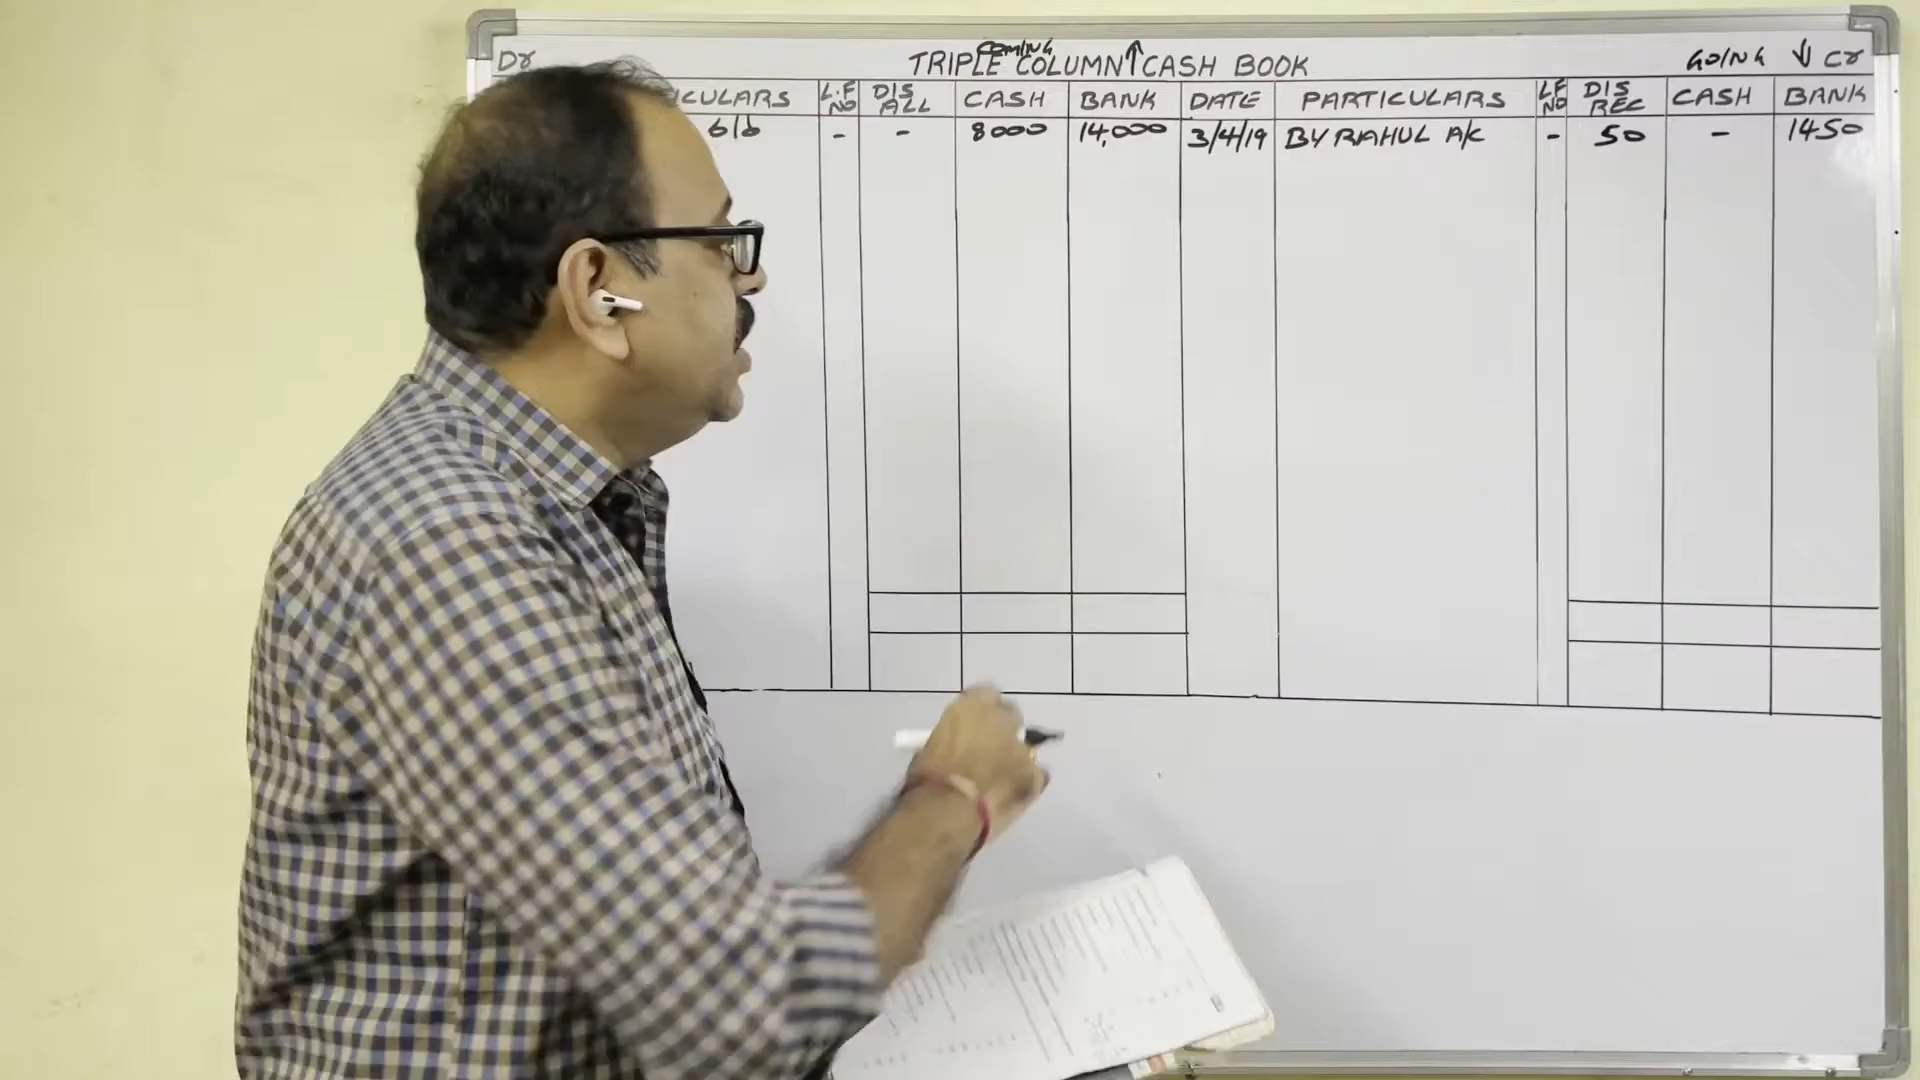 Dr TRIPLE COLUMN CASH BOOK Cr
COMING ↑ GOING ↓
CULARS L.F NO DIS ALL CASH BANK DATE PARTICULARS LF NO DIS REC CASH BANK
b/d - - 8000 14,000 3/4/19 BY RAHUL A/c - 50 - 1450